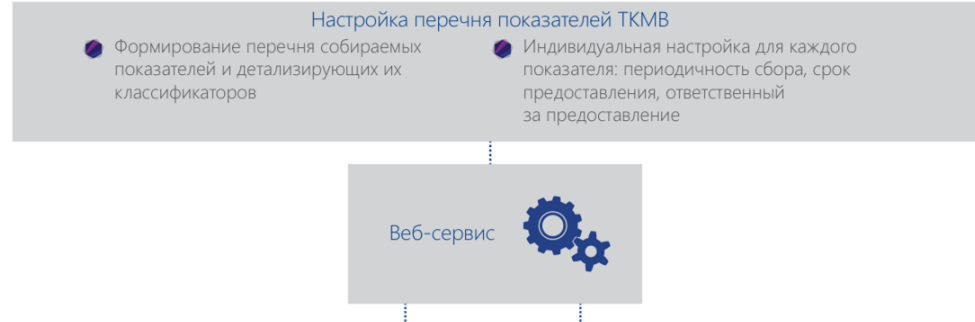 Настройка перечня показателей ТКМВ
Формирование перечня собираемых
показателей и детализирующих их
классификаторов
Индивидуальная настройка для каждого
показателя: периодичность сбора, срок
предоставления, ответственный
за предоставление
Веб-сервис